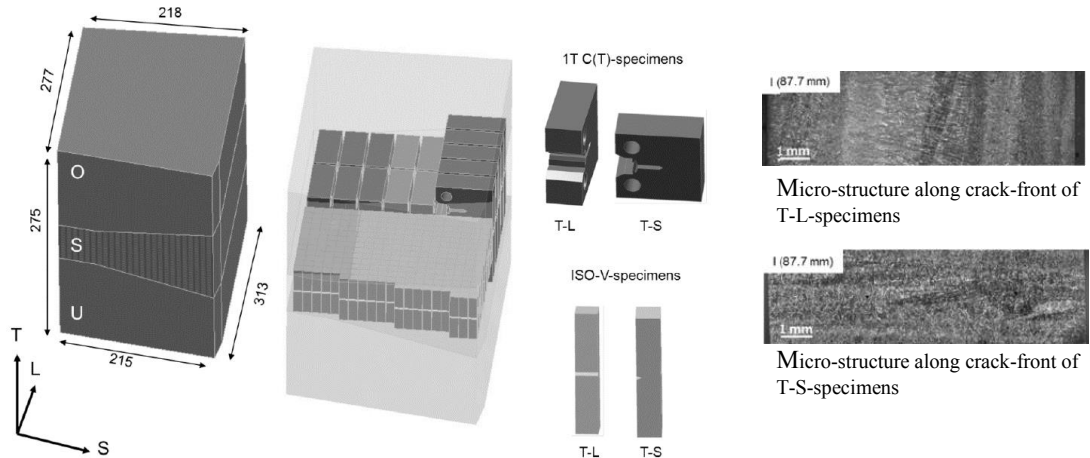 218
277
275
313
215
O
S
U
T
L
S
1T C(T)-specimens
T-L
T-S
ISO-V-specimens
T-L
T-S
I (87.7 mm)
1 mm
Micro-structure along crack-front of
T-L-specimens
I (87.7 mm)
1 mm
Micro-structure along crack-front of
T-S-specimens